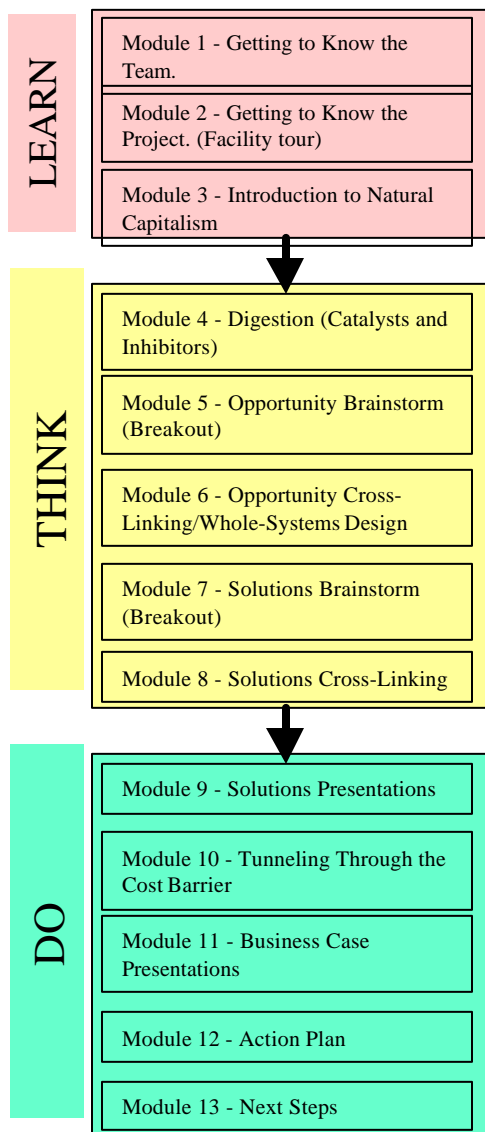 LEARN
Module 1 - Getting to Know the
Team.
Module 2 - Getting to Know the
Project. (Facility tour)
Module 3 - Introduction to Natural
Capitalism
THINK
Module 4 - Digestion (Catalysts and
Inhibitors)
Module 5 - Opportunity Brainstorm
(Breakout)
Module 6 - Opportunity Cross-
Linking/Whole-Systems Design
Module 7 - Solutions Brainstorm
(Breakout)
Module 8 - Solutions Cross-Linking
DO
Module 9 - Solutions Presentations
Module 10 - Tunneling Through the
Cost Barrier
Module 11 - Business Case
Presentations
Module 12 - Action Plan
Module 13 - Next Steps